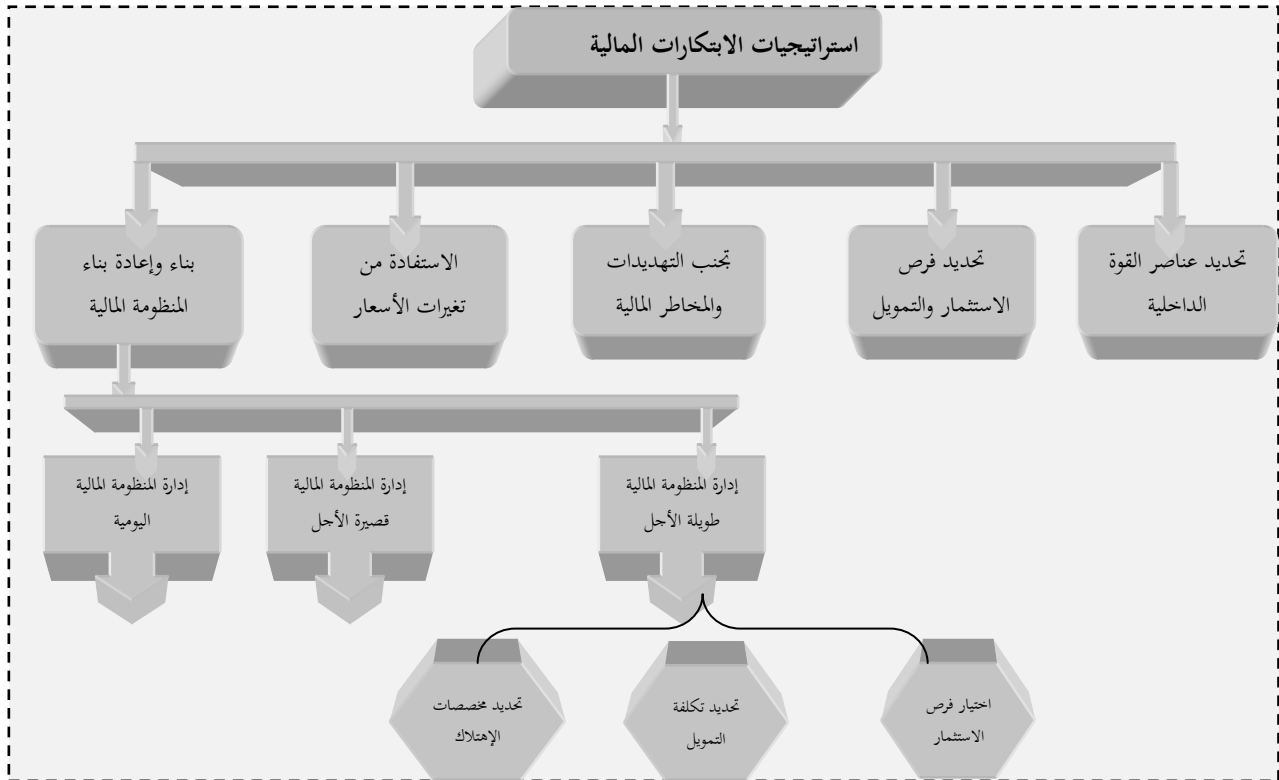 استراتيجيات الابتكارات المالية
تحديد عناصر القوة
الداخلية
تحديد فرص
الاستثمار والتمويل
تجنب التهديدات
والمخاطر المالية
الاستفادة من
تغيرات الأسعار
بناء وإعادة بناء
المنظومة المالية
إدارة المنظومة المالية
طويلة الأجل
إدارة المنظومة المالية
قصيرة الأجل
إدارة المنظومة المالية
اليومية
اختيار فرص
الاستثمار
تحديد تكلفة
التمويل
تحديد مخصصات
الإهتلاك